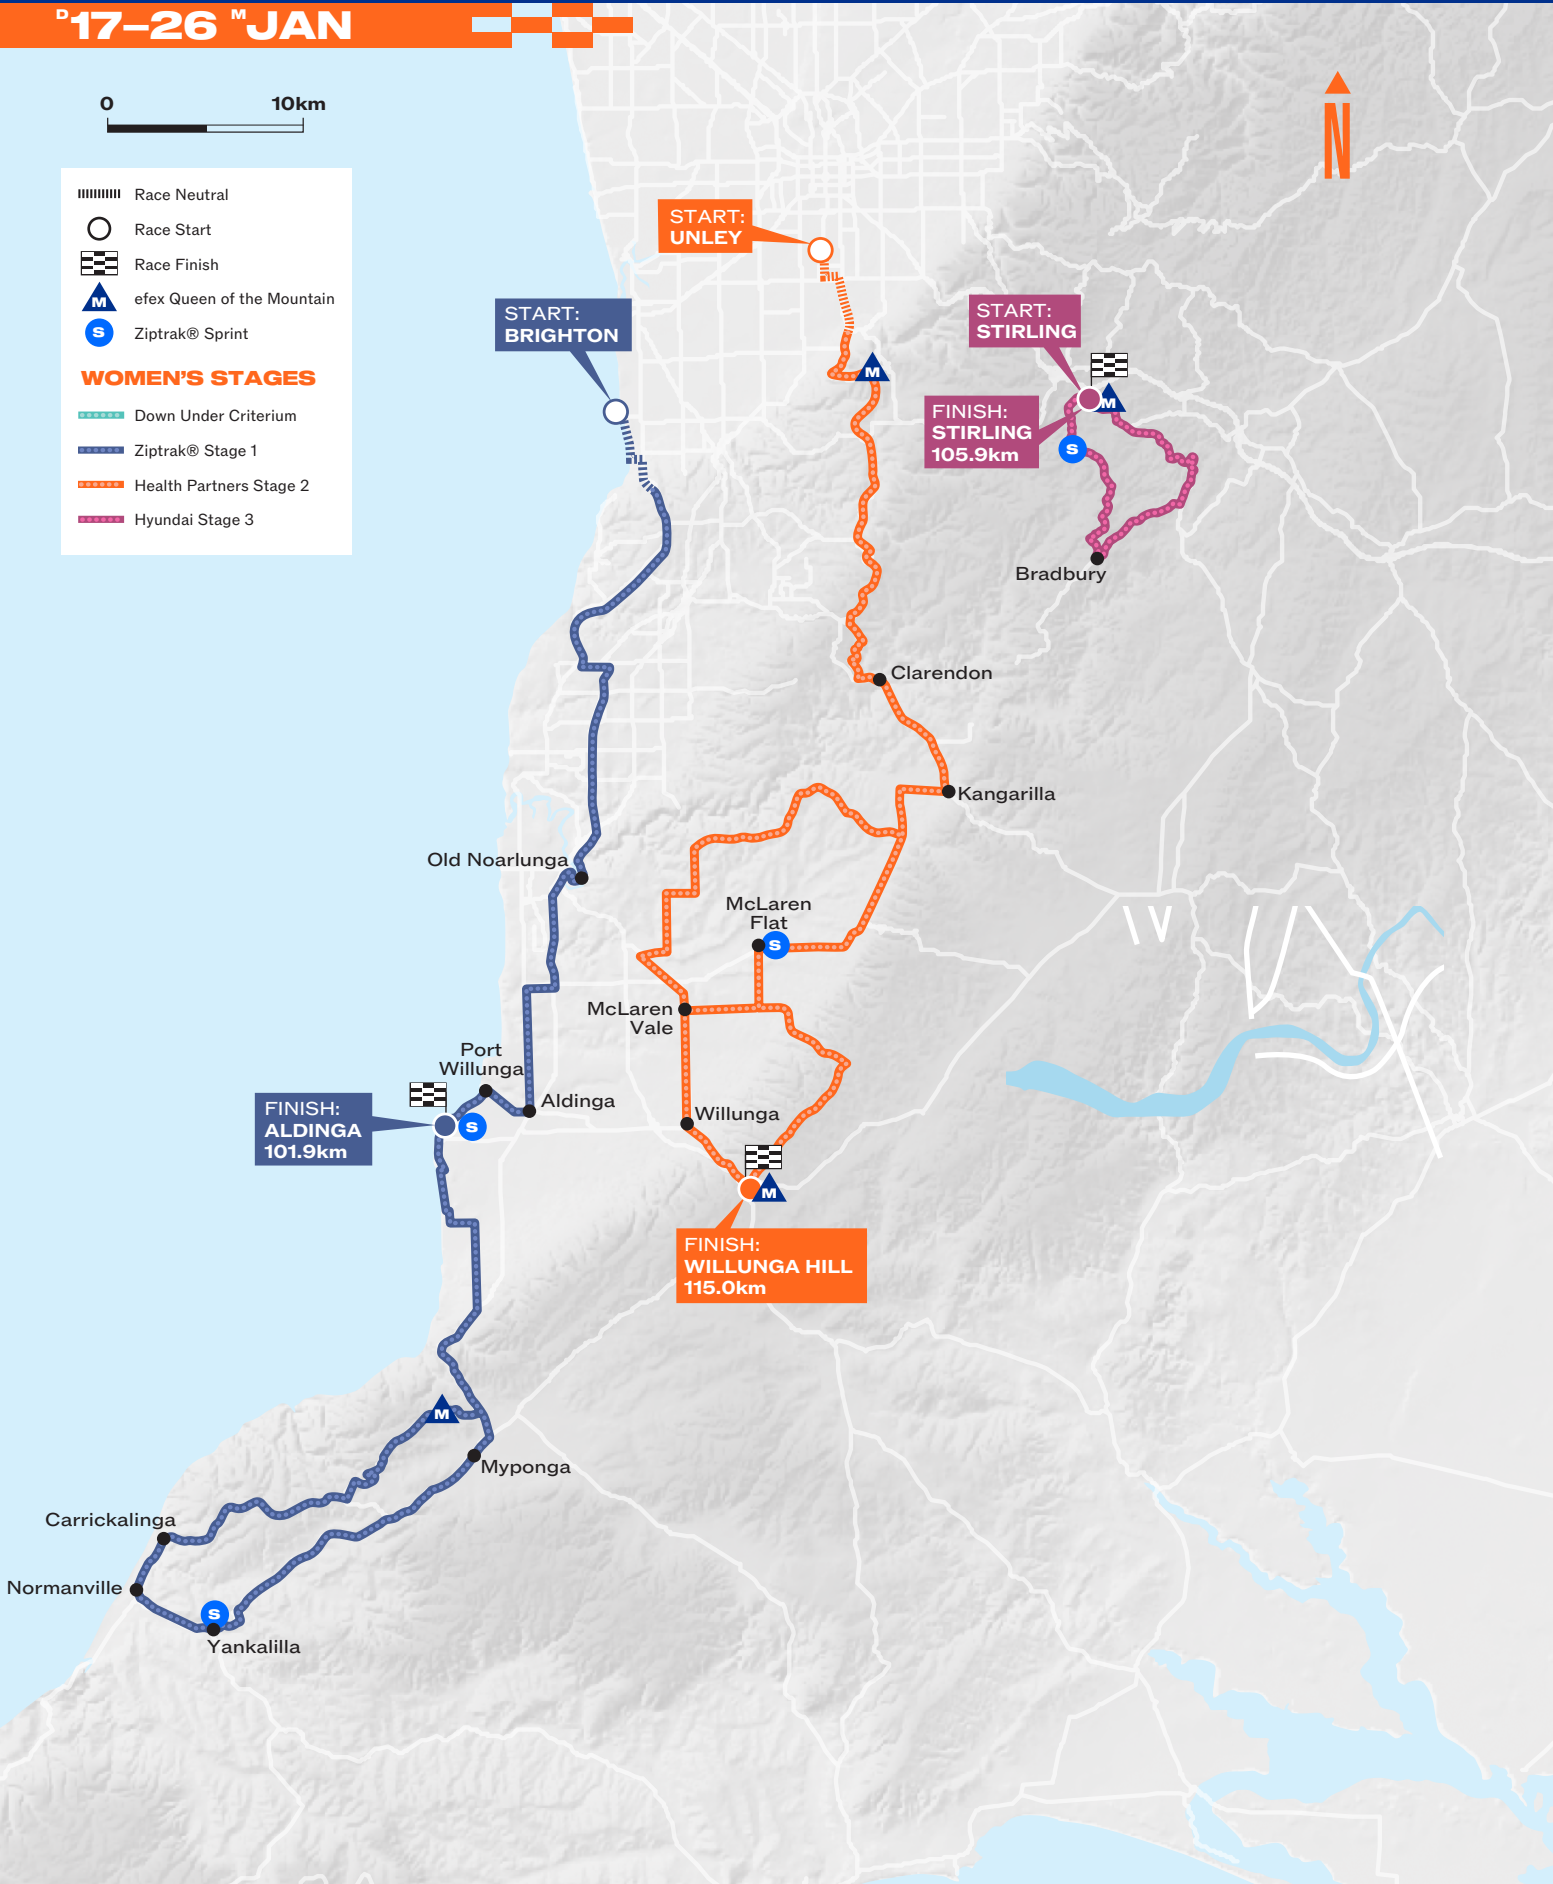 D17–26 MJAN
0 10km
Race Neutral
Race Start
Race Finish
M efex Queen of the Mountain
S Ziptrak® Sprint
WOMEN'S STAGES
Down Under Criterium
Ziptrak® Stage 1
Health Partners Stage 2
Hyundai Stage 3
N
START:
UNLEY
START:
BRIGHTON
START:
STIRLING
M
M
FINISH:
STIRLING
105.9km
S
Bradbury
Clarendon
Kangarilla
Old Noarlunga
McLaren
Flat
S
McLaren
Vale
Port
Willunga
Aldinga
Willunga
FINISH:
ALDINGA
101.9km
S
M
FINISH:
WILLUNGA HILL
115.0km
M
Myponga
Carrickalinga
Normanville
S
Yankalilla